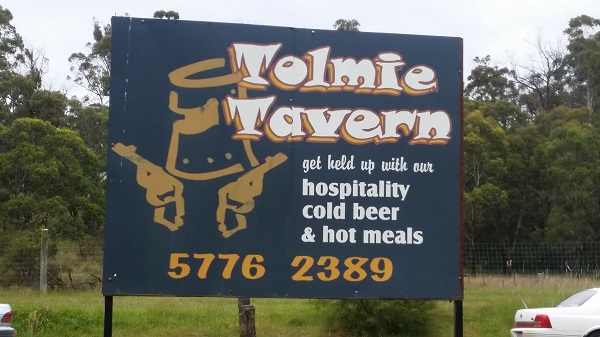 Tolmie
Tavern
get held up with our
hospitality
cold beer
& hot meals
5776 2389